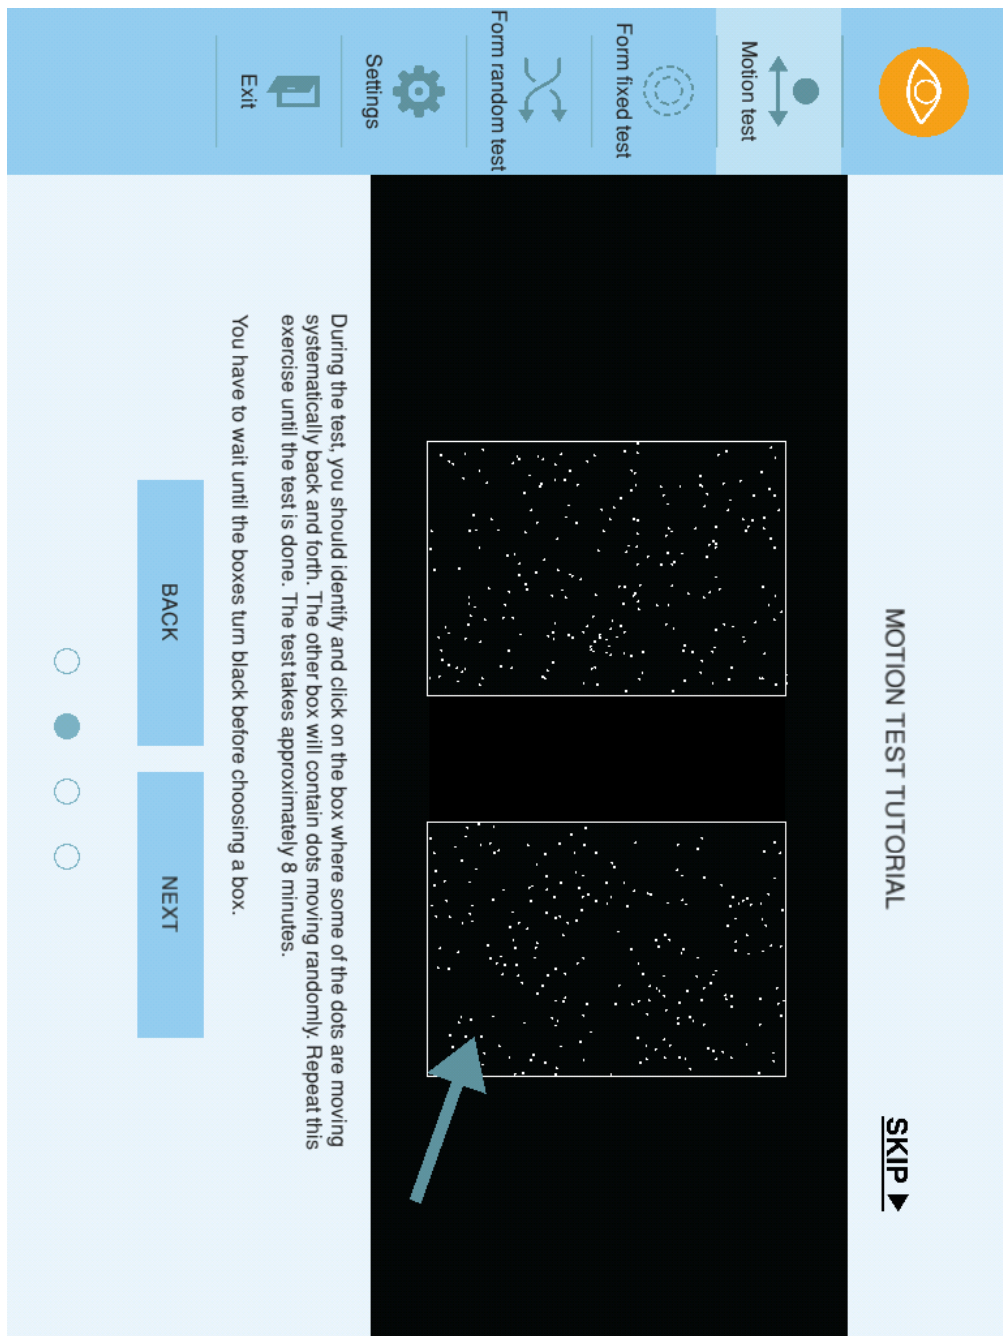 MOTION TEST TUTORIAL
SKIP
Motion test
Form fixed test
Form random test
Settings
Exit
During the test, you should identify and click on the box where some of the dots are moving
systematically back and forth. The other box will contain dots moving randomly. Repeat this
exercise until the test is done. The test takes approximately 8 minutes.
You have to wait until the boxes turn black before choosing a box.
BACK
NEXT